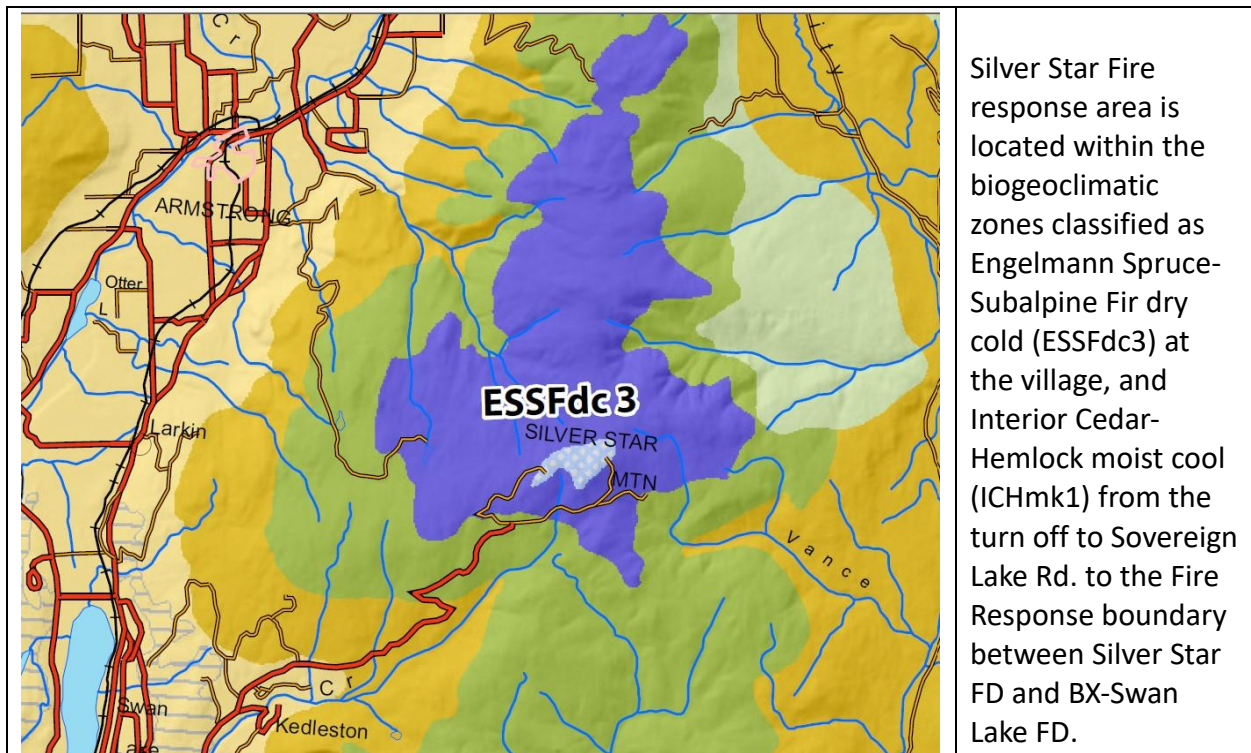 C r
i t y
ARMSTRONG
Otter
L
Larkin
ESSFdc 3
SILVER STAR
MTN
Vance
Cr
Kedleston
Swan
Lake
Silver Star Fire
response area is
located within the
biogeoclimatic
zones classified as
Engelmann Spruce-
Subalpine Fir dry
cold (ESSFdc3) at
the village, and
Interior Cedar-
Hemlock moist cool
(ICHmk1) from the
turn off to Sovereign
Lake Rd. to the Fire
Response boundary
between Silver Star
FD and BX-Swan
Lake FD.